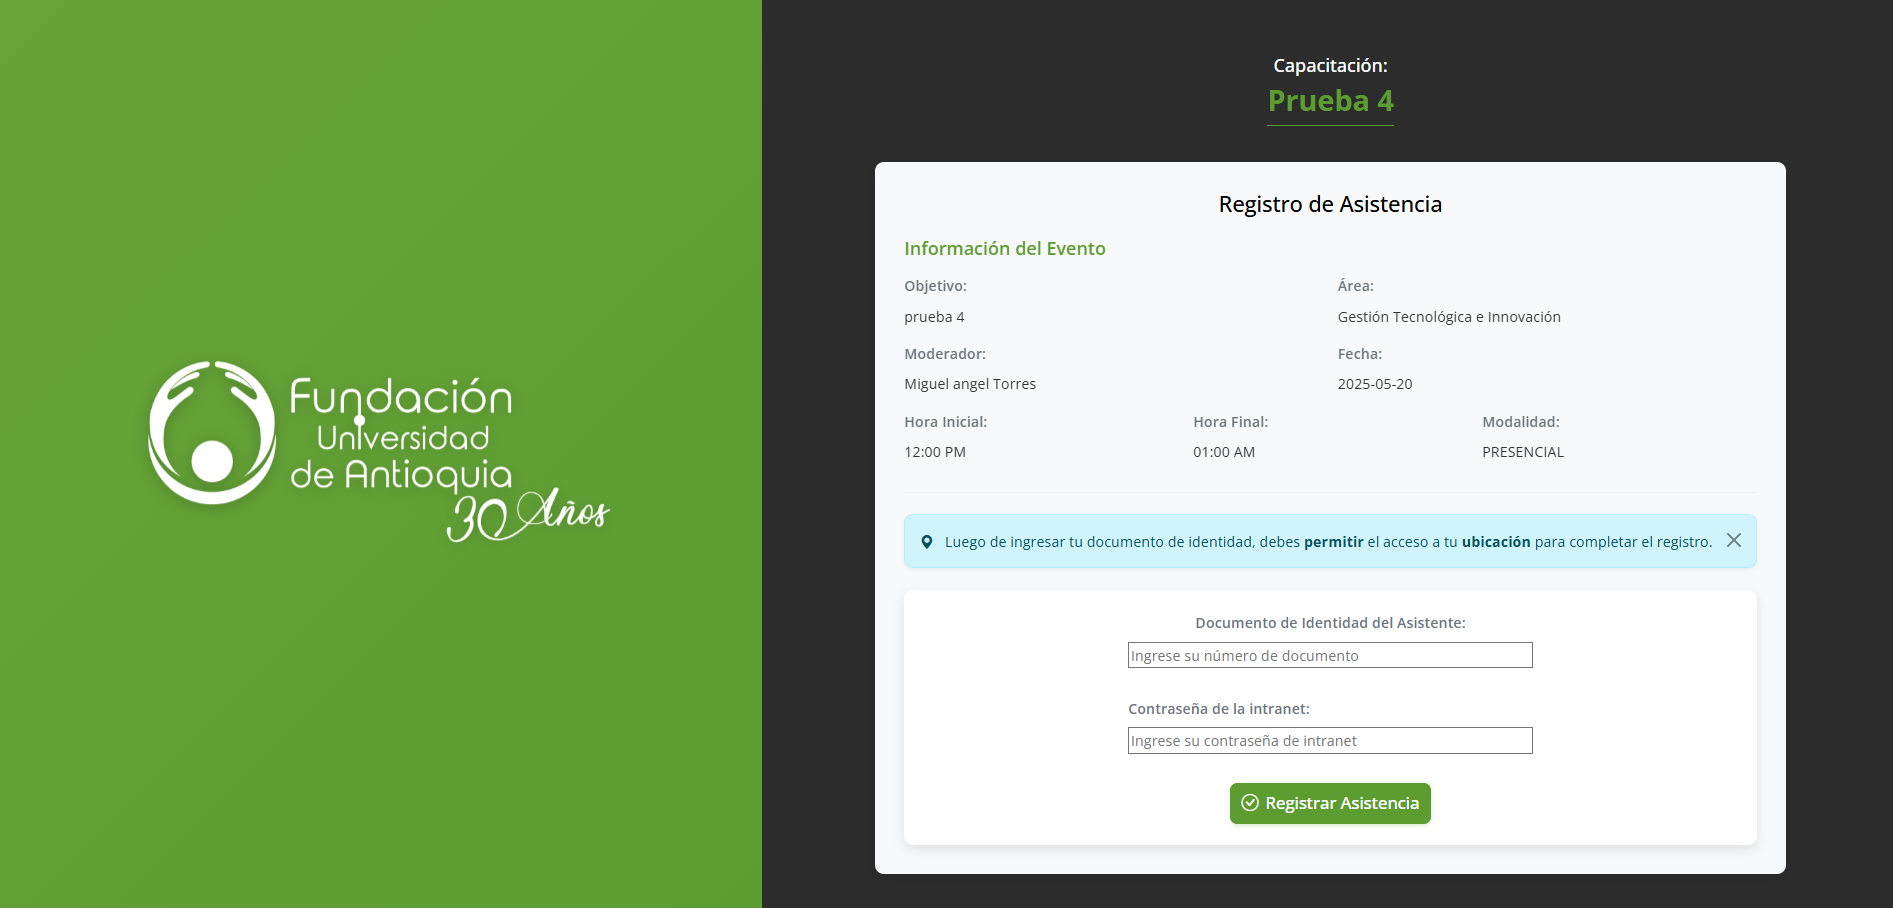 Fundación
Universidad
de Antioquia
30 Años
Capacitación:
Prueba 4
Registro de Asistencia
Información del Evento
Objetivo:
Área:
prueba 4
Gestión Tecnológica e Innovación
Moderador:
Fecha:
Miguel angel Torres
2025-05-20
Hora Inicial:
Hora Final:
Modalidad:
12:00 PM
01:00 AM
PRESENCIAL
Luego de ingresar tu documento de identidad, debes permitir el acceso a tu ubicación para completar el registro.
Documento de Identidad del Asistente:
Ingrese su número de documento
Contraseña de la intranet:
Ingrese su contraseña de intranet
Registrar Asistencia